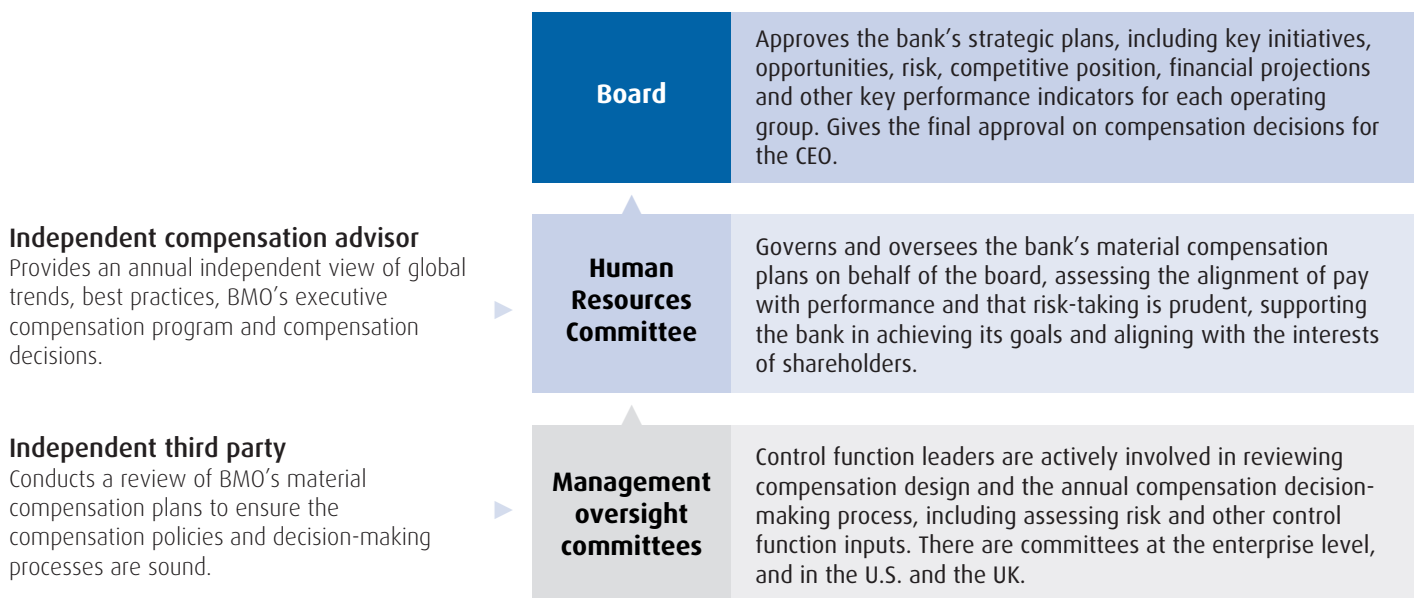 Board
Approves the bank's strategic plans, including key initiatives,
opportunities, risk, competitive position, financial projections
and other key performance indicators for each operating
group. Gives the final approval on compensation decisions for
the CEO.
Independent compensation advisor
Provides an annual independent view of global
trends, best practices, BMO's executive
compensation program and compensation
decisions.
Human
Resources
Committee
Governs and oversees the bank's material compensation
plans on behalf of the board, assessing the alignment of pay
with performance and that risk-taking is prudent, supporting
the bank in achieving its goals and aligning with the interests
of shareholders.
Independent third party
Conducts a review of BMO's material
compensation plans to ensure the
compensation policies and decision-making
processes are sound.
Management
oversight
committees
Control function leaders are actively involved in reviewing
compensation design and the annual compensation decision-
making process, including assessing risk and other control
function inputs. There are committees at the enterprise level,
and in the U.S. and the UK.